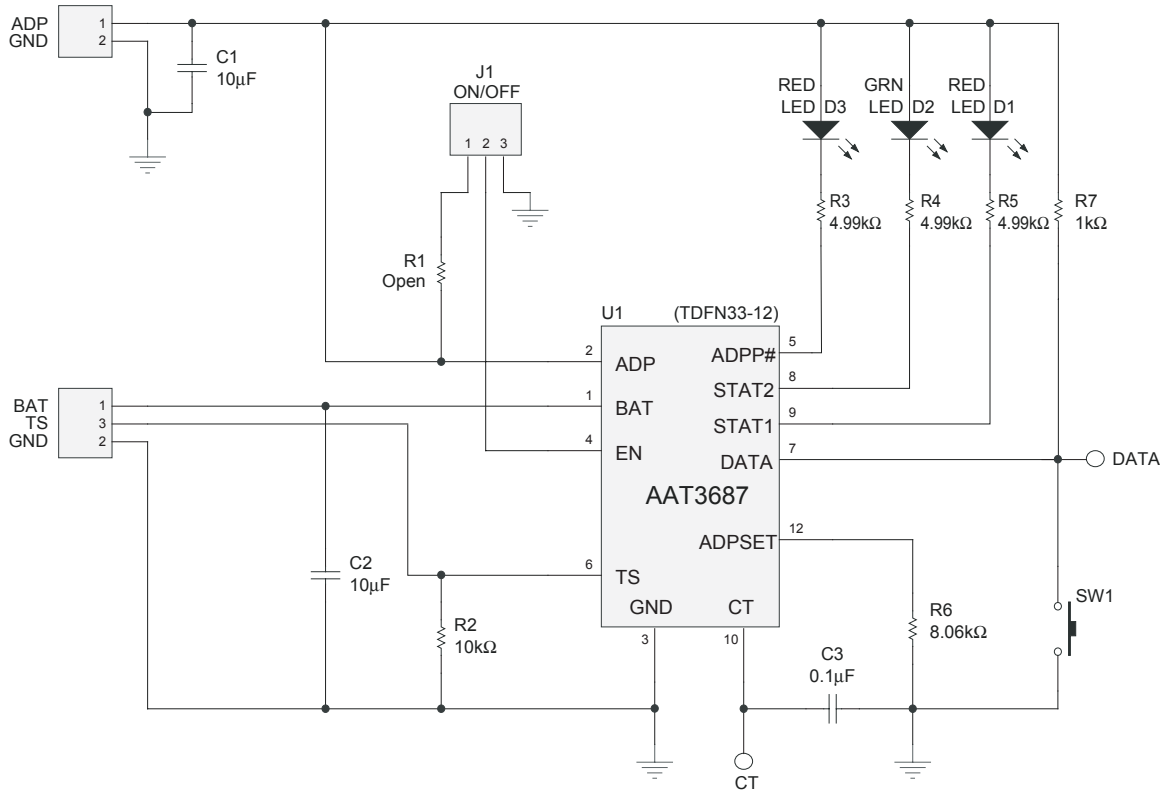 ADP 1
GND 2
C1
10µF
J1
ON/OFF
1 2 3
RED
LED D3
GRN
LED D2
RED
LED D1
R3
4.99kΩ
R4
4.99kΩ
R5
4.99kΩ
R7
1kΩ
R1
Open
U1 (TDFN33-12)
2 ADP
1 BAT
4 EN
6 TS
ADPP# 5
STAT2 8
STAT1 9
DATA 7
DATA
AAT3687
ADPSET 12
GND
3
CT
10
BAT 1
TS 3
GND 2
C2
10µF
R2
10kΩ
R6
8.06kΩ
SW1
C3
0.1µF
CT